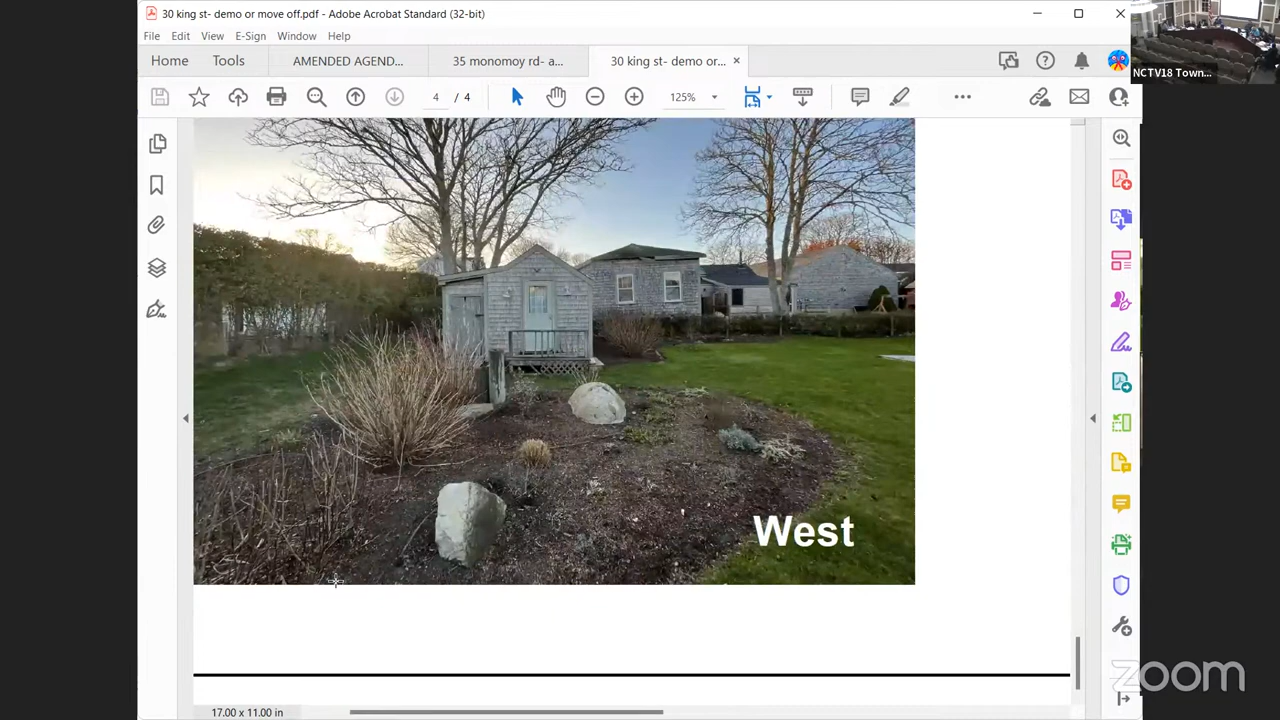 30 king st- demo or move off.pdf - Adobe Acrobat Standard (32-bit)
File Edit View E-Sign Window Help
Home Tools AMENDED AGEND... 35 monomoy rd- a... 30 king st- demo or...
4 / 4 125%
NCTV18 Town...
West
17.00 x 11.00 in
zoom